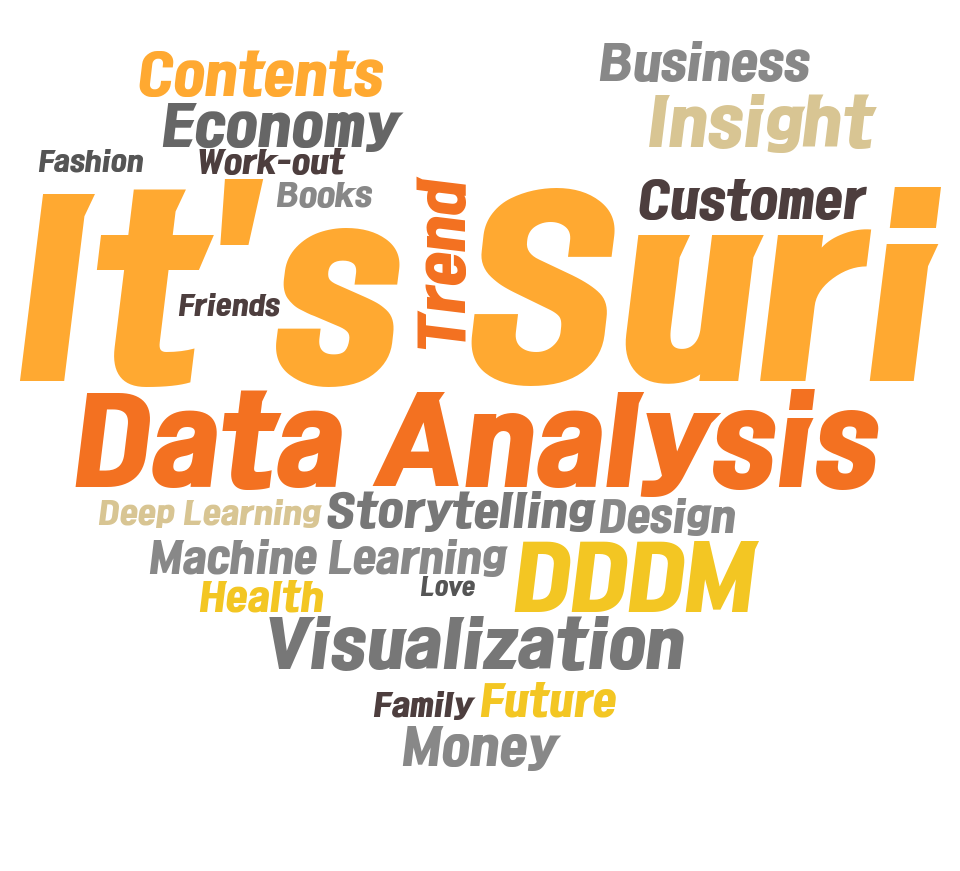 Contents
Business
Economy
Insight
Fashion
Work-out
Books
Trend
Customer
It's Suri
Friends
Data Analysis
Deep Learning
Storytelling
Design
Machine Learning
DDDM
Health
Love
Visualization
Family
Future
Money